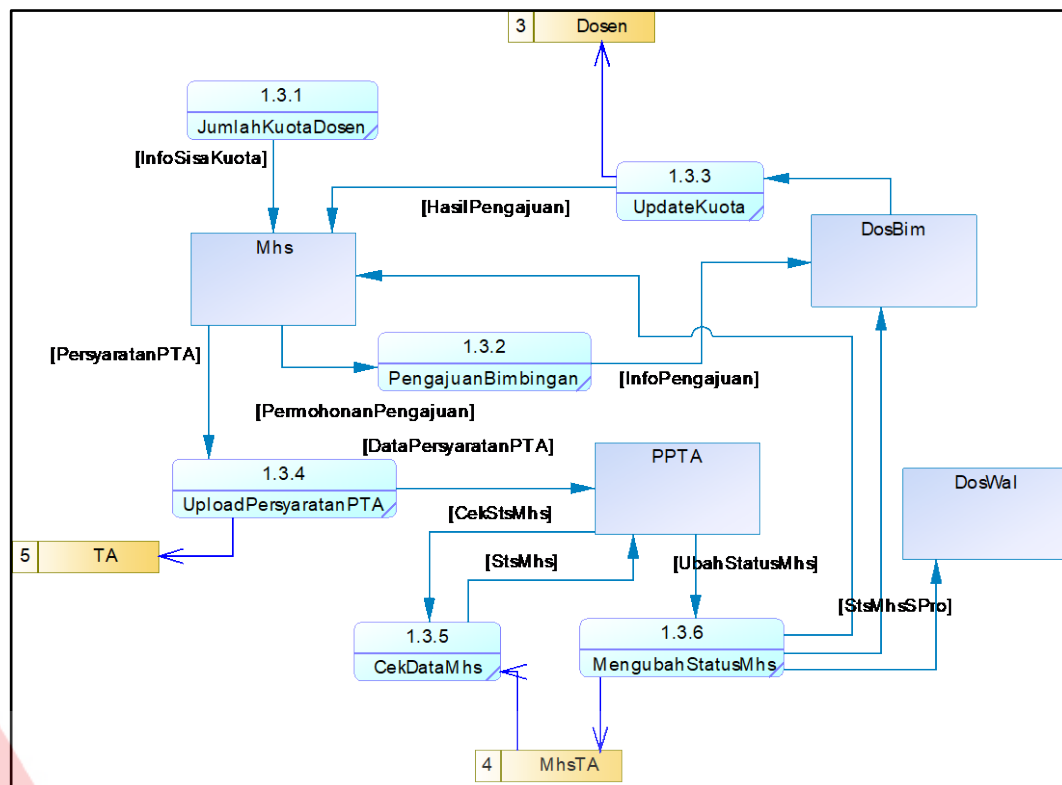 3 Dosen
1.3.1
JumlahKuotaDosen
[InfoSisaKuota]
1.3.3
UpdateKuota
[HasilPengajuan]
DosBim
Mhs
[PersyaratanPTA]
1.3.2
PengajuanBimbingan
[InfoPengajuan]
[PermohonanPengajuan]
[DataPersyaratanPTA]
PPTA
1.3.4
UploadPersyaratanPTA
DosWal
[CekStsMhs]
5 TA
[StsMhs]
[UbahStatusMhs]
[StsMhsSPro]
1.3.5
CekDataMhs
1.3.6
MengubahStatusMhs
4 MhsTA